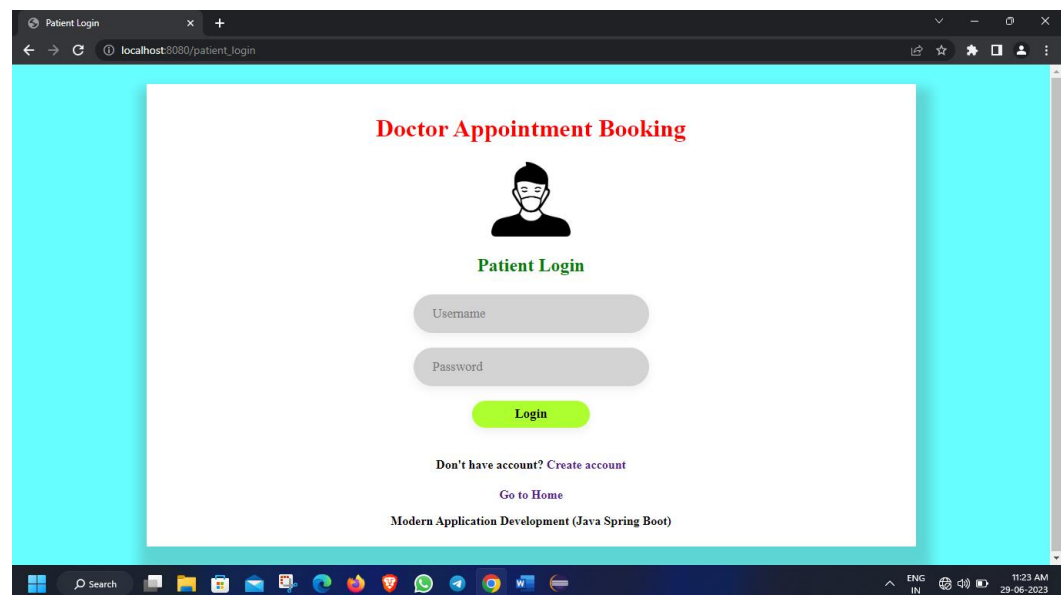 Patient Login
localhost:8080/patient_login
Doctor Appointment Booking
Patient Login
Username
Password
Login
Don't have account? Create account
Go to Home
Modern Application Development (Java Spring Boot)
Search
ENG
IN
11:23 AM
29-06-2023